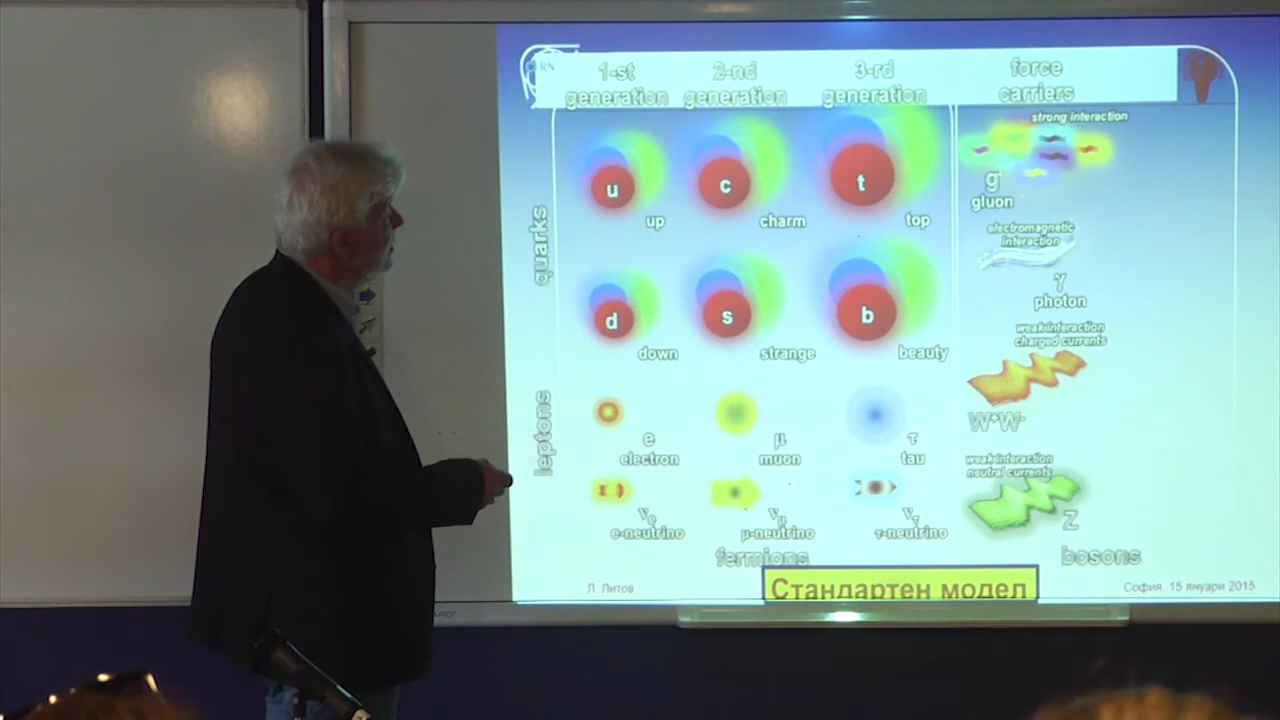 1-st generation
2-nd generation
3-rd generation
force carriers
strong interaction
quarks
u
up
c
charm
t
top
g
gluon
electromagnetic interaction
γ
photon
d
down
s
strange
b
beauty
weak interaction
charged currents
W⁺W⁻
leptons
e
electron
μ
muon
τ
tau
weak interaction
neutral currents
Z
νe
e-neutrino
νμ
μ-neutrino
ντ
τ-neutrino
fermions
bosons
Л. Литов
Стандартен модел
София. 15 януари 2015